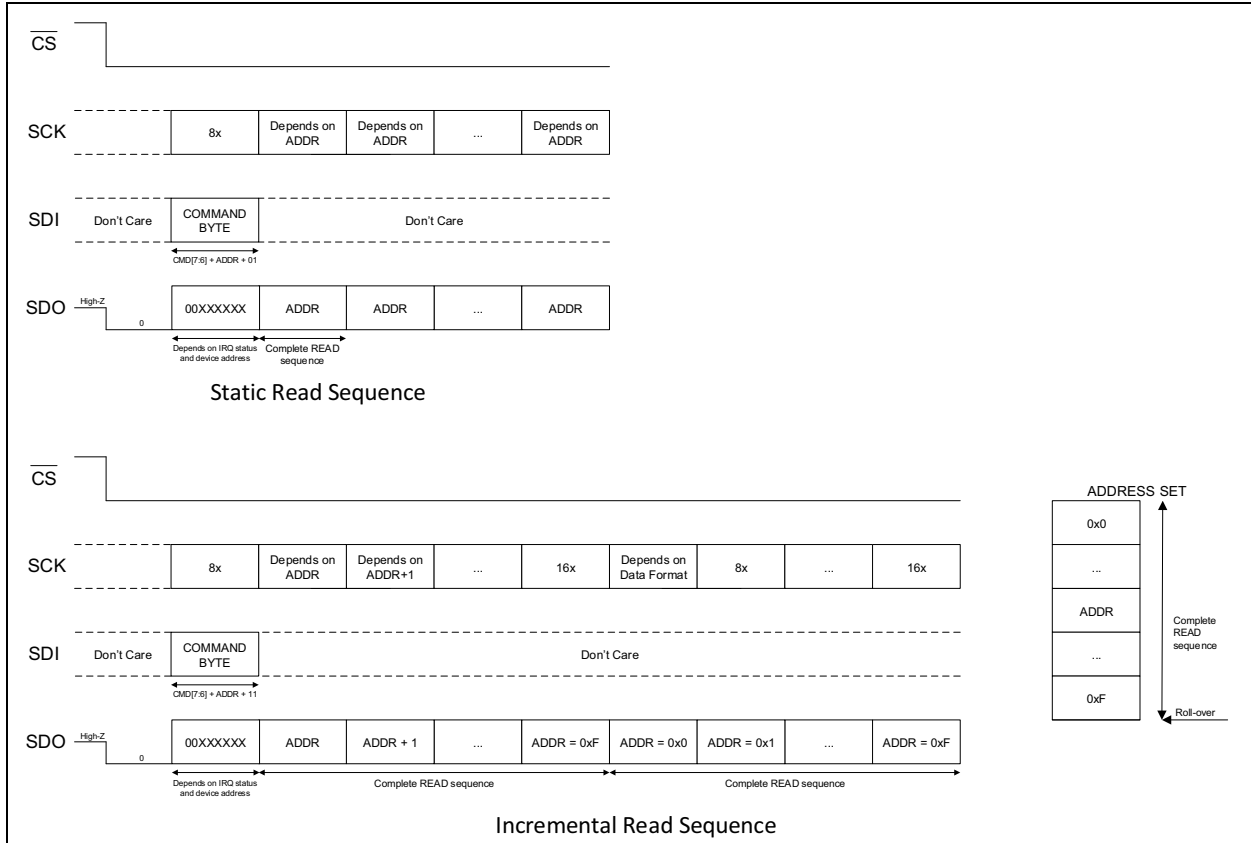 CS
SCK
8x
Depends on
ADDR
Depends on
ADDR
...
Depends on
ADDR
SDI
Don't Care
COMMAND
BYTE
Don't Care
CMD[7:6] + ADDR + 01
SDO
High-Z
0
00XXXXXX
ADDR
ADDR
...
ADDR
Depends on IRQ status
and device address
Complete READ
sequence
Static Read Sequence
CS
SCK
8x
Depends on
ADDR
Depends on
ADDR+1
...
16x
Depends on
Data Format
8x
...
16x
SDI
Don't Care
COMMAND
BYTE
Don't Care
CMD[7:6] + ADDR + 11
SDO
High-Z
0
00XXXXXX
ADDR
ADDR + 1
...
ADDR = 0xF
ADDR = 0x0
ADDR = 0x1
...
ADDR = 0xF
Depends on IRQ status
and device address
Complete READ sequence
Complete READ sequence
Incremental Read Sequence
ADDRESS SET
0x0
...
ADDR
...
0xF
Complete
READ
sequence
Roll-over